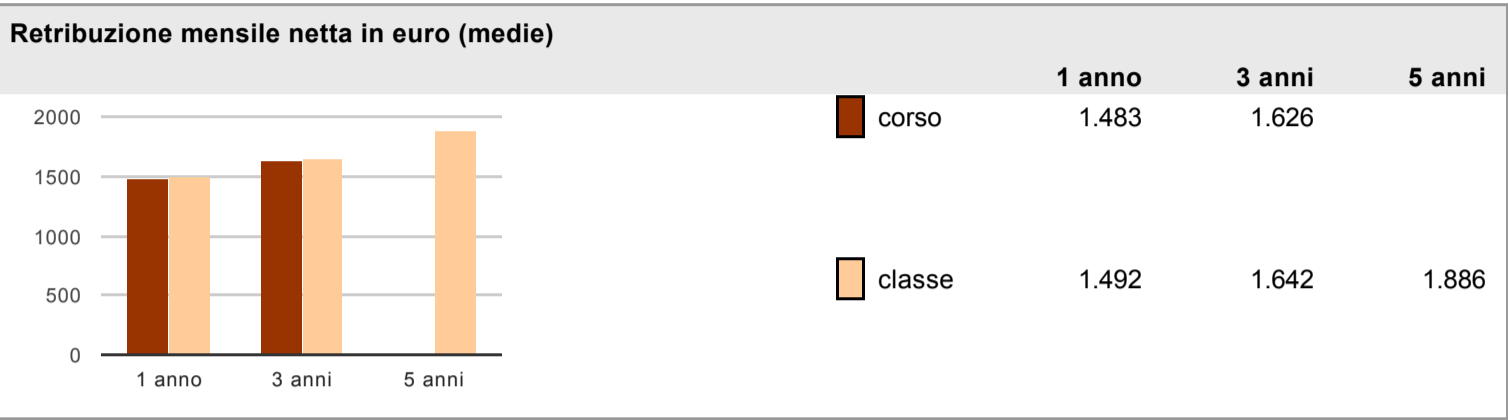 Retribuzione mensile netta in euro (medie)
1 anno 3 anni 5 anni
2000
1500
1000
500
0
1 anno 3 anni 5 anni
corso 1.483 1.626
classe 1.492 1.642 1.886